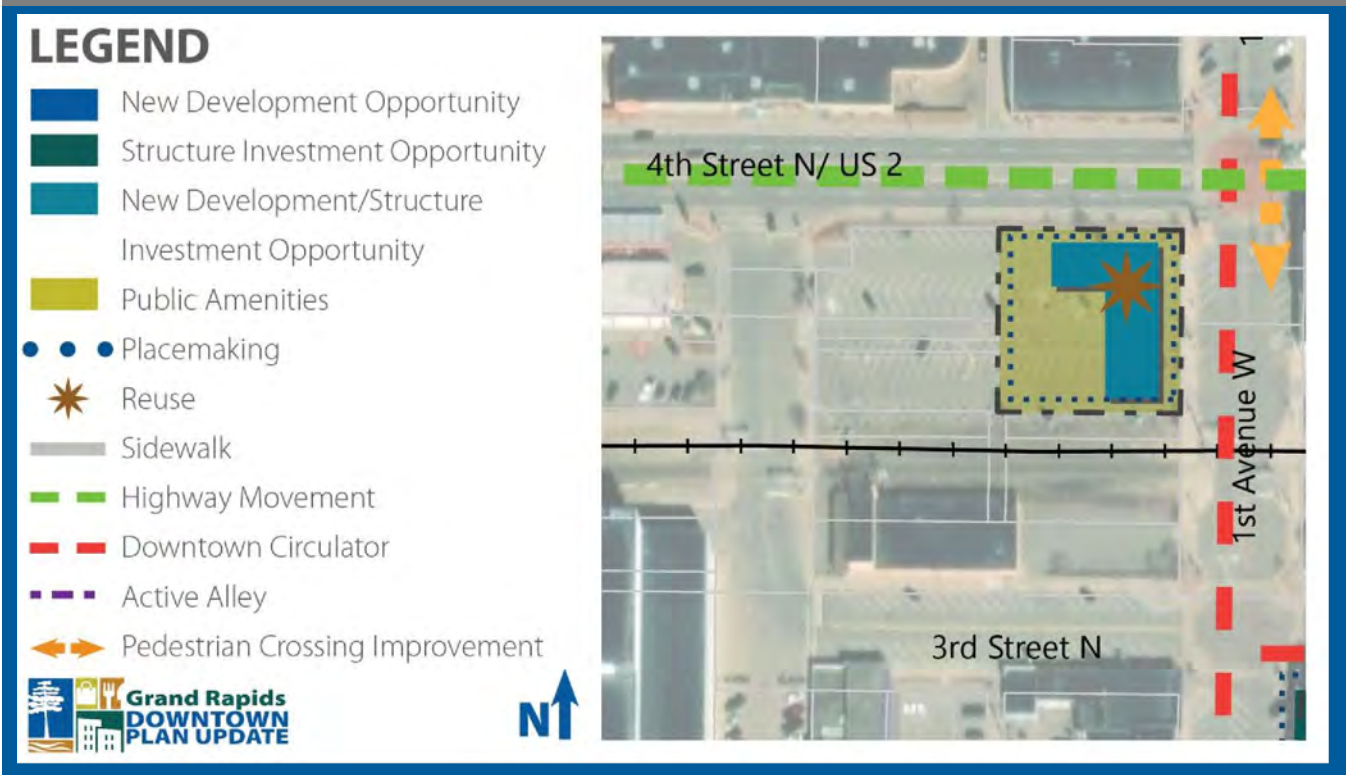 LEGEND
New Development Opportunity
Structure Investment Opportunity
New Development/Structure
Investment Opportunity
Public Amenities
Placemaking
Reuse
Sidewalk
Highway Movement
Downtown Circulator
Active Alley
Pedestrian Crossing Improvement
Grand Rapids
DOWNTOWN
PLAN UPDATE
N
4th Street N/ US 2
1st Avenue W
3rd Street N